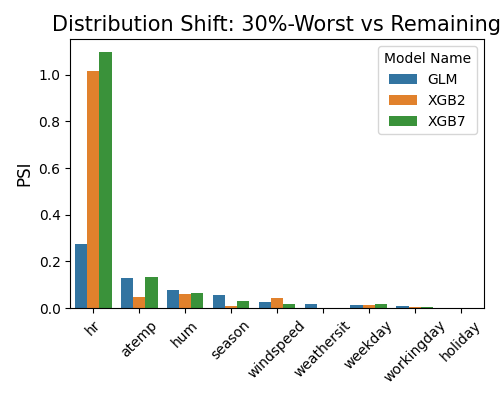 Distribution Shift: 30%-Worst vs Remaining
Model Name
GLM
XGB2
XGB7
PSI
1.0
0.8
0.6
0.4
0.2
0.0
hr
atemp
hum
season
windspeed
weathersit
weekday
workingday
holiday